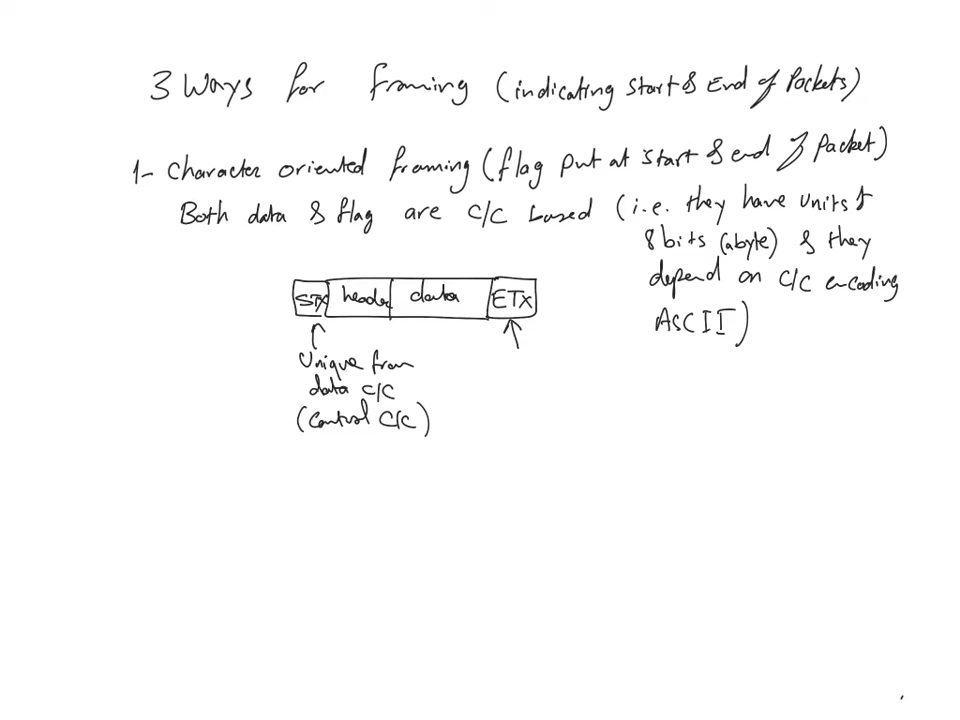 3 Ways for framing (indicating start & End of Packets)
1- Character oriented framing (flag put at start & end of Packet)
Both data & flag are C/C based (i.e. they have units of
8 bits (a byte) & they
depend on C/C encoding
ASCII)
STX header data ETX
Unique from
data C/C
(Control C/C)